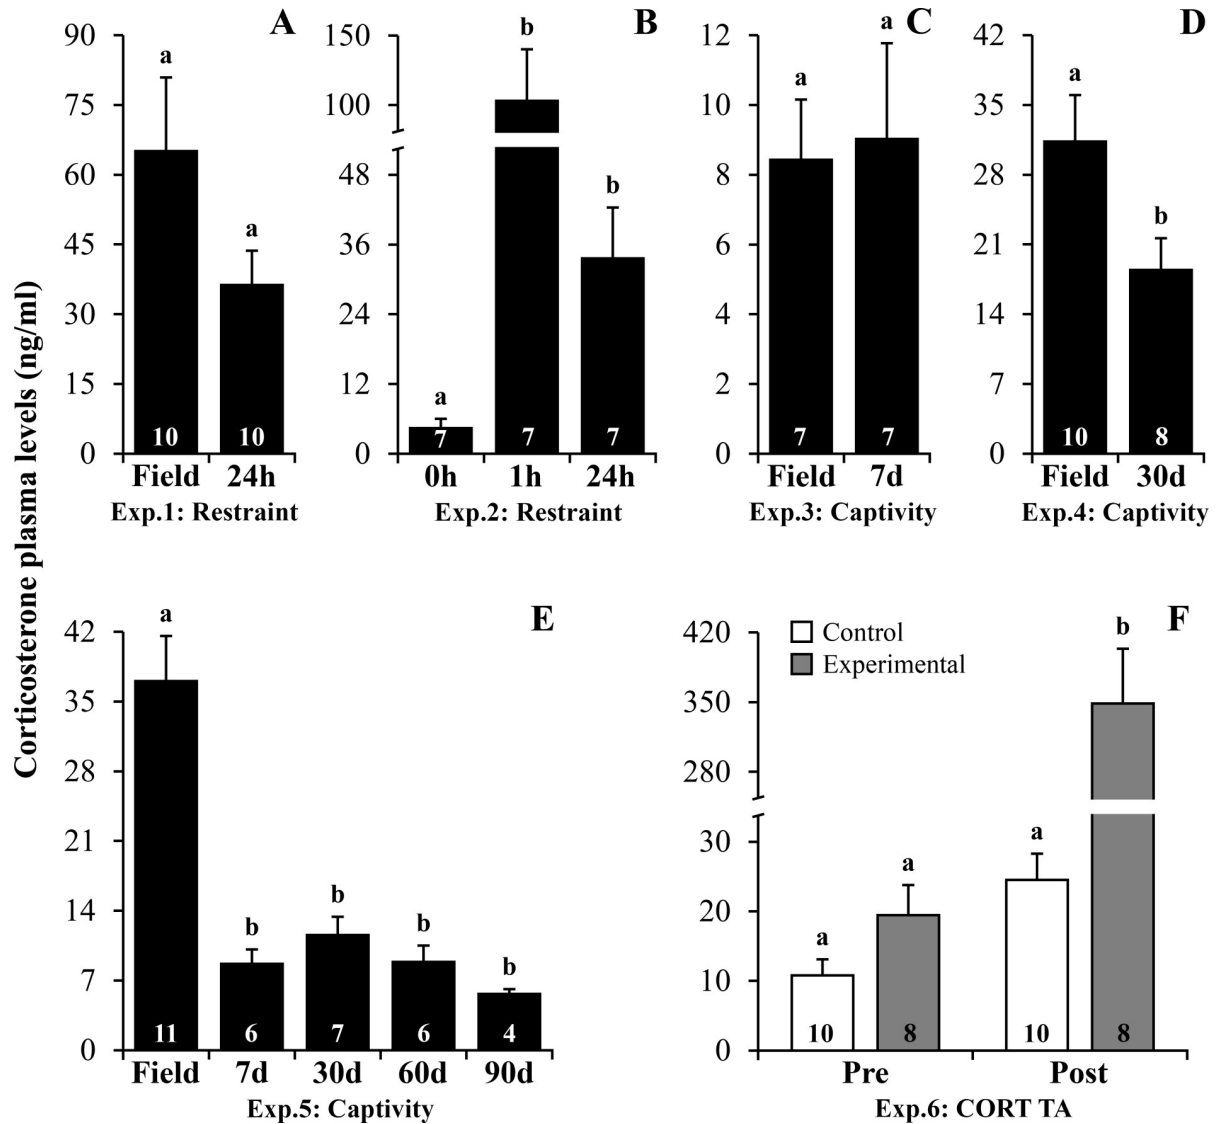 Corticosterone plasma levels (ng/ml)
A
90
75
60
45
30
15
0
a
a
10
10
Field 24h
Exp.1: Restraint
B
150
100
48
36
24
12
0
a
b
b
7
7
7
0h 1h 24h
Exp.2: Restraint
C
12
10
8
6
4
2
0
a
a
7
7
Field 7d
Exp.3: Captivity
D
42
35
28
21
14
7
0
a
b
10
8
Field 30d
Exp.4: Captivity
E
42
35
28
21
14
7
0
a
b
b
b
b
11
6
7
6
4
Field 7d 30d 60d 90d
Exp.5: Captivity
F
Control
Experimental
420
350
280
30
20
10
0
a
a
a
b
10
8
10
8
Pre Post
Exp.6: CORT TA